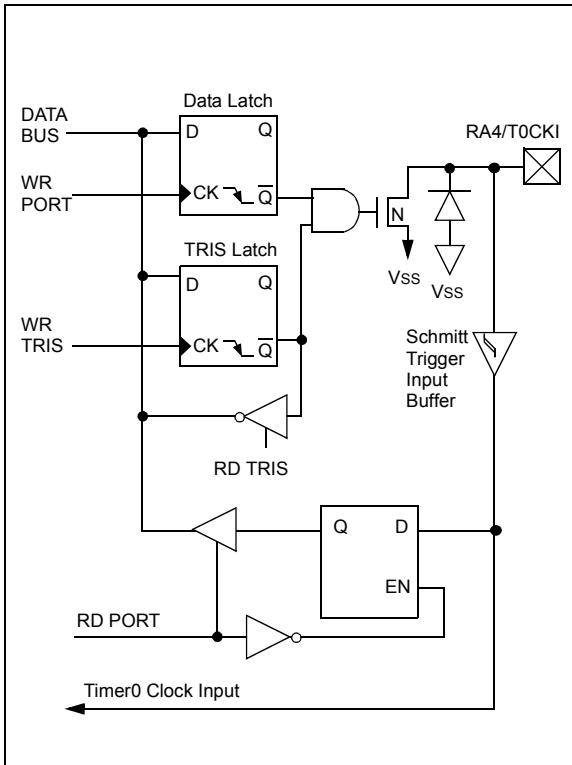 Data Latch
DATA
BUS
D
Q
RA4/T0CKI
WR
PORT
CK
Q
N
VSS
VSS
TRIS Latch
D
Q
WR
TRIS
CK
Q
Schmitt
Trigger
Input
Buffer
RD TRIS
Q
D
EN
RD PORT
Timer0 Clock Input